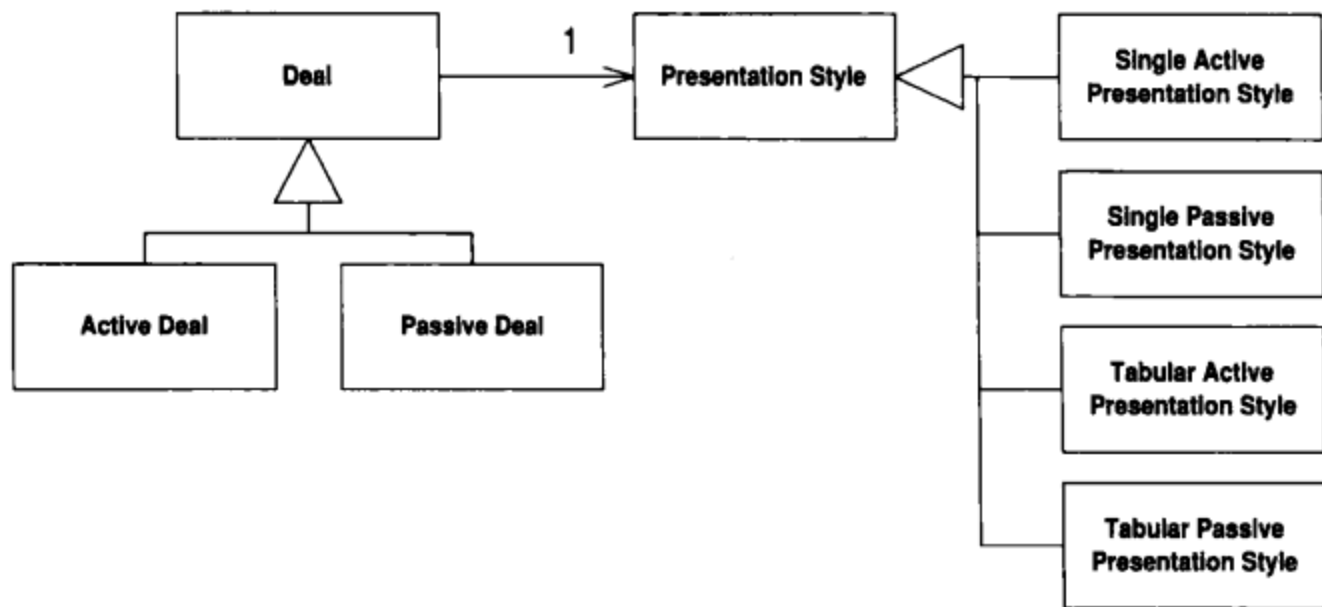 Deal
1
Presentation Style
Single Active
Presentation Style
Single Passive
Presentation Style
Active Deal
Passive Deal
Tabular Active
Presentation Style
Tabular Passive
Presentation Style